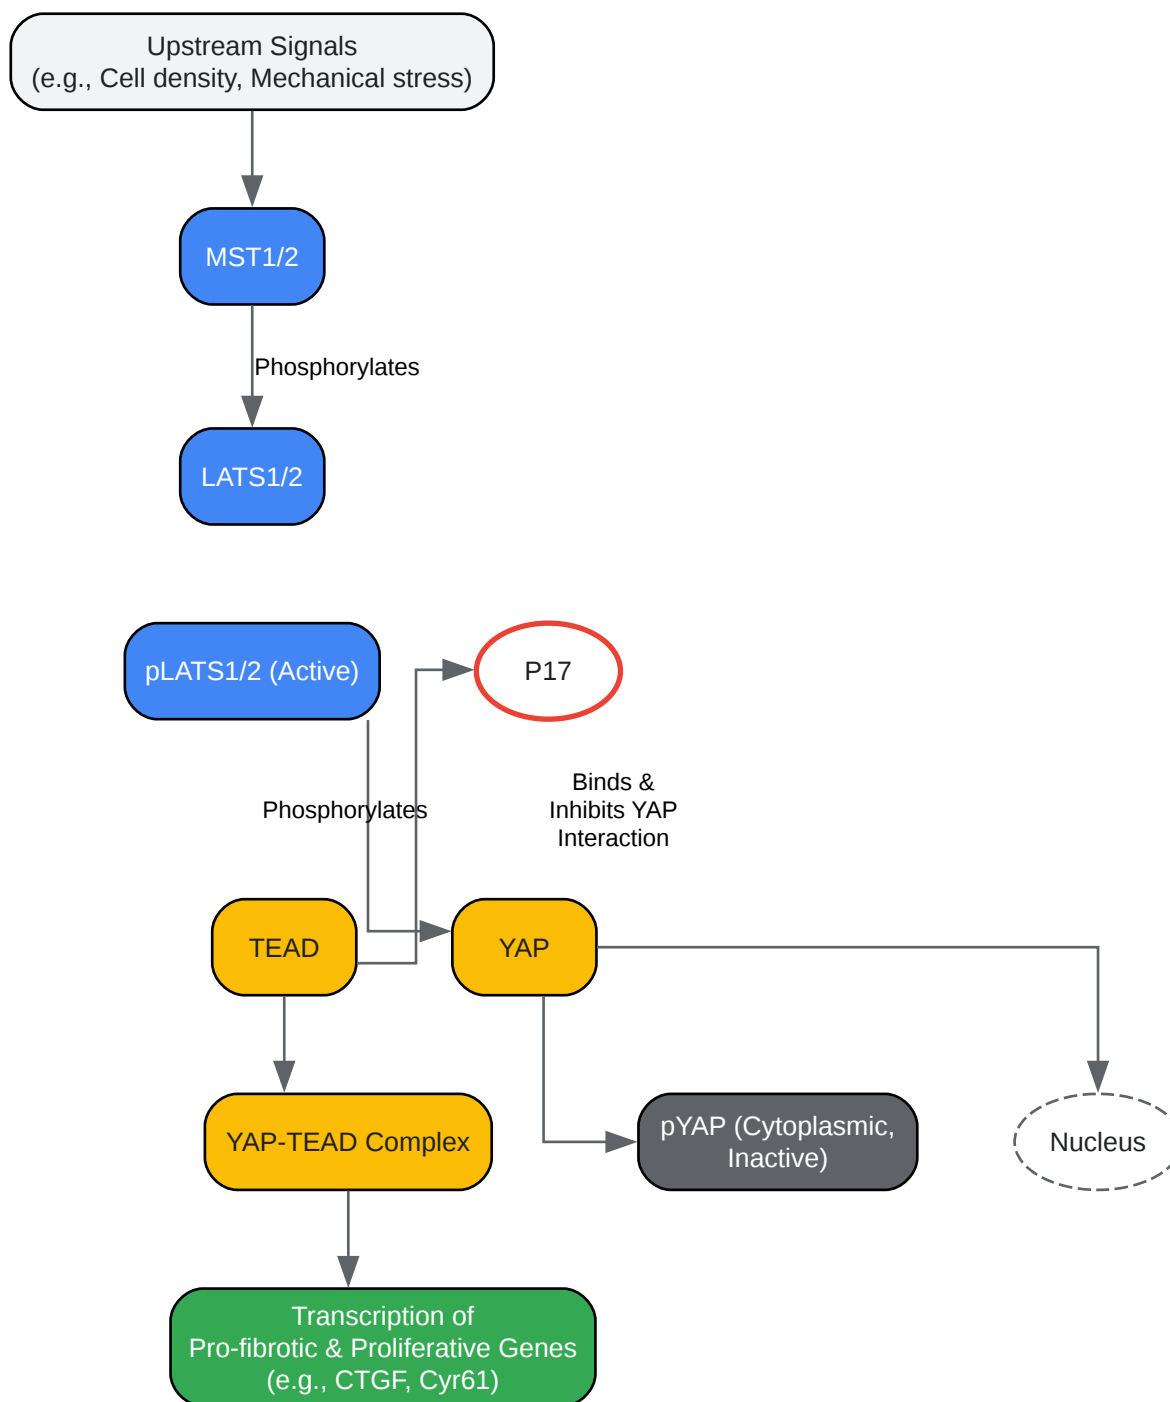 Upstream Signals
(e.g., Cell density, Mechanical stress)
MST1/2
Phosphorylates
LATS1/2
pLATS1/2 (Active)
P17
Phosphorylates
Binds &
Inhibits YAP
Interaction
TEAD
YAP
YAP-TEAD Complex
pYAP (Cytoplasmic,
Inactive)
Nucleus
Transcription of
Pro-fibrotic & Proliferative Genes
(e.g., CTGF, Cyr61)